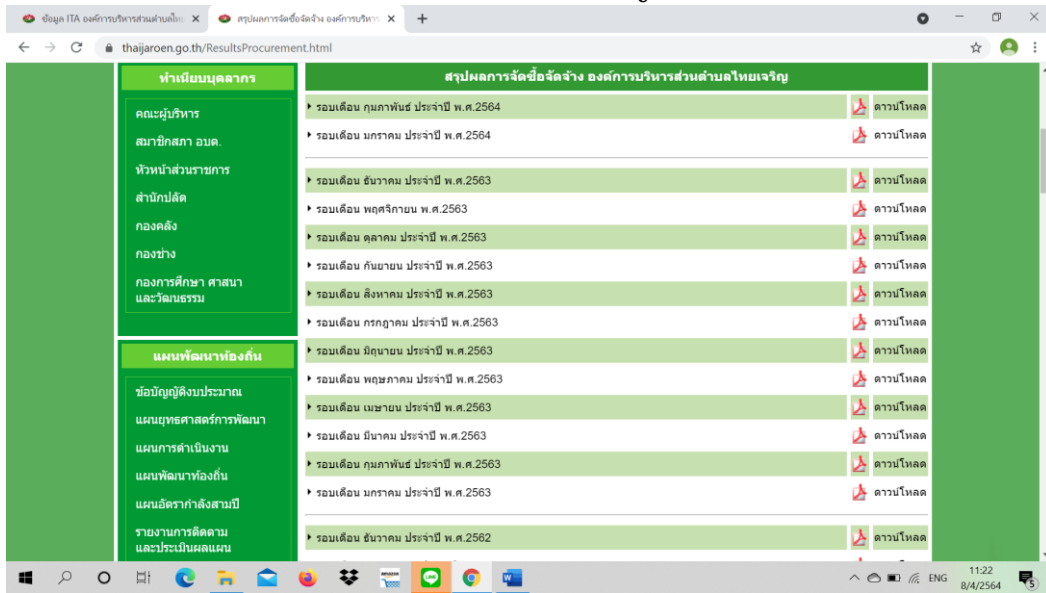 ข้อมูล ITA องค์การบริหารส่วนตำบลไท
สรุปผลการจัดซื้อจัดจ้าง องค์การบริหา
thaijaroen.go.th/ResultsProcurement.html
ทำเนียบบุคลากร
คณะผู้บริหาร
สมาชิกสภา อบต.
หัวหน้าส่วนราชการ
สำนักปลัด
กองคลัง
กองช่าง
กองการศึกษา ศาสนา
และวัฒนธรรม
แผนพัฒนาท้องถิ่น
ข้อบัญญัติงบประมาณ
แผนยุทธศาสตร์การพัฒนา
แผนการดำเนินงาน
แผนพัฒนาท้องถิ่น
แผนอัตรากำลังสามปี
รายงานการติดตาม
และประเมินผลแผน
สรุปผลการจัดซื้อจัดจ้าง องค์การบริหารส่วนตำบลไทยเจริญ
รอบเดือน กุมภาพันธ์ ประจำปี พ.ศ.2564 ดาวน์โหลด
รอบเดือน มกราคม ประจำปี พ.ศ.2564 ดาวน์โหลด
รอบเดือน ธันวาคม ประจำปี พ.ศ.2563 ดาวน์โหลด
รอบเดือน พฤศจิกายน พ.ศ.2563 ดาวน์โหลด
รอบเดือน ตุลาคม ประจำปี พ.ศ.2563 ดาวน์โหลด
รอบเดือน กันยายน ประจำปี พ.ศ.2563 ดาวน์โหลด
รอบเดือน สิงหาคม ประจำปี พ.ศ.2563 ดาวน์โหลด
รอบเดือน กรกฎาคม ประจำปี พ.ศ.2563 ดาวน์โหลด
รอบเดือน มิถุนายน ประจำปี พ.ศ.2563 ดาวน์โหลด
รอบเดือน พฤษภาคม ประจำปี พ.ศ.2563 ดาวน์โหลด
รอบเดือน เมษายน ประจำปี พ.ศ.2563 ดาวน์โหลด
รอบเดือน มีนาคม ประจำปี พ.ศ.2563 ดาวน์โหลด
รอบเดือน กุมภาพันธ์ ประจำปี พ.ศ.2563 ดาวน์โหลด
รอบเดือน มกราคม ประจำปี พ.ศ.2563 ดาวน์โหลด
รอบเดือน ธันวาคม ประจำปี พ.ศ.2562 ดาวน์โหลด
ENG
11:22
8/4/2564